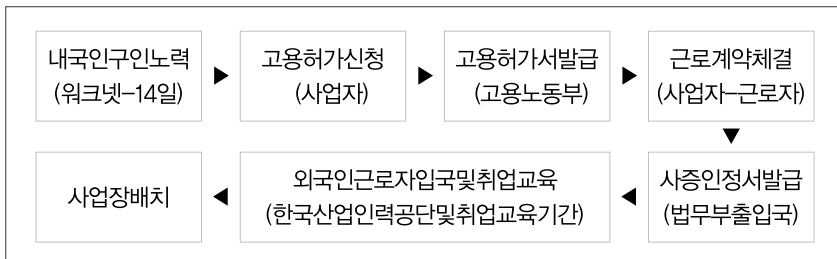 내국인구인노력
(워크넷-14일)
고용허가신청
(사업자)
고용허가서발급
(고용노동부)
근로계약체결
(사업자-근로자)
사증인정서발급
(법무부출입국)
외국인근로자입국및취업교육
(한국산업인력공단및취업교육기간)
사업장배치